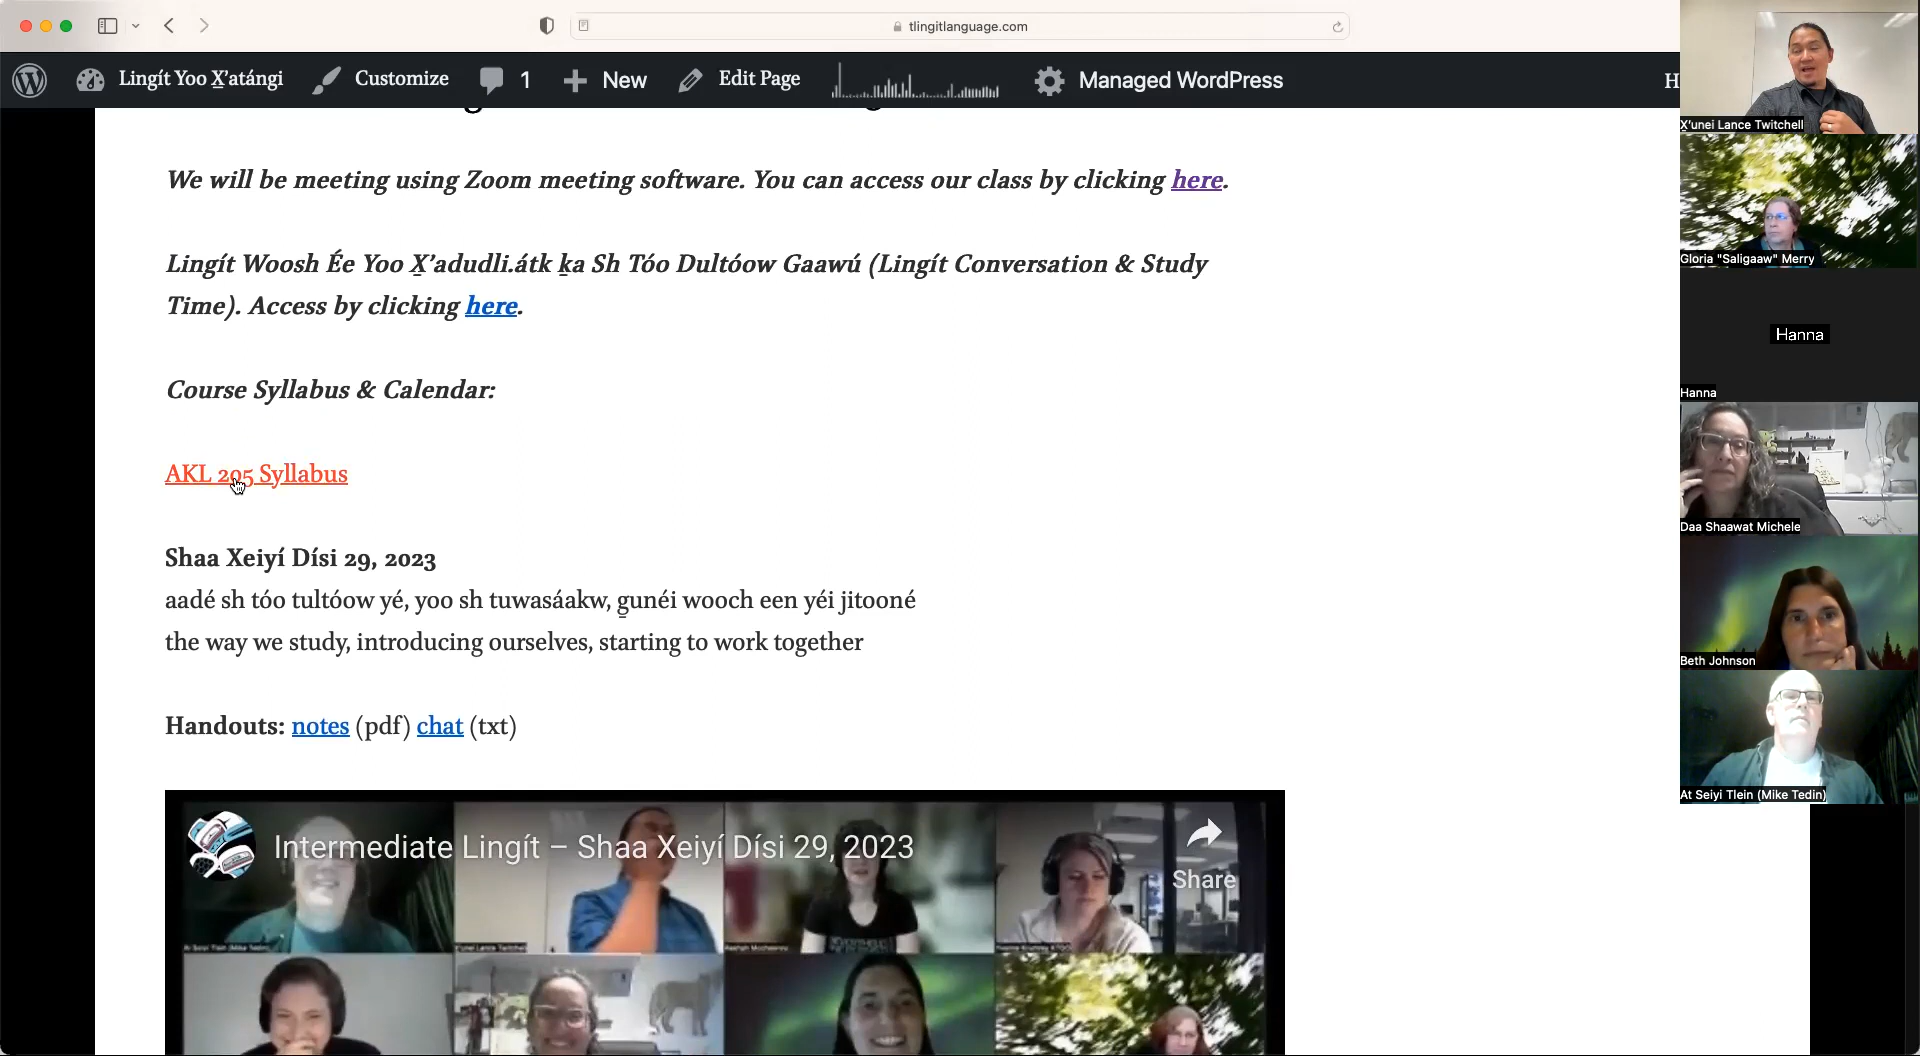 tlingitlanguage.com
Lingít Yoo X̱ʼatángi
Customize
1
New
Edit Page
Managed WordPress
H
We will be meeting using Zoom meeting software. You can access our class by clicking here.
Lingít Woosh Ée Yoo X̱ʼadudli.átk ḵa Sh Tóo Dultóow Gaawú (Lingít Conversation & Study
Time). Access by clicking here.
Course Syllabus & Calendar:
AKL 205 Syllabus
Shaa Xeiyí Dísi 29, 2023
aadé sh tóo tultóow yé, yoo sh tuwasáakw, g̱unéi wooch een yéi jitooné
the way we study, introducing ourselves, starting to work together
Handouts: notes (pdf) chat (txt)
Intermediate Lingít – Shaa Xeiyí Dísi 29, 2023
Share
X̱ʼunei Lance Twitchell
Gloria "Saligaaw" Merry
Hanna
Hanna
Daa Shaawat Michele
Beth Johnson
At Seiyi Tlein (Mike Tedin)